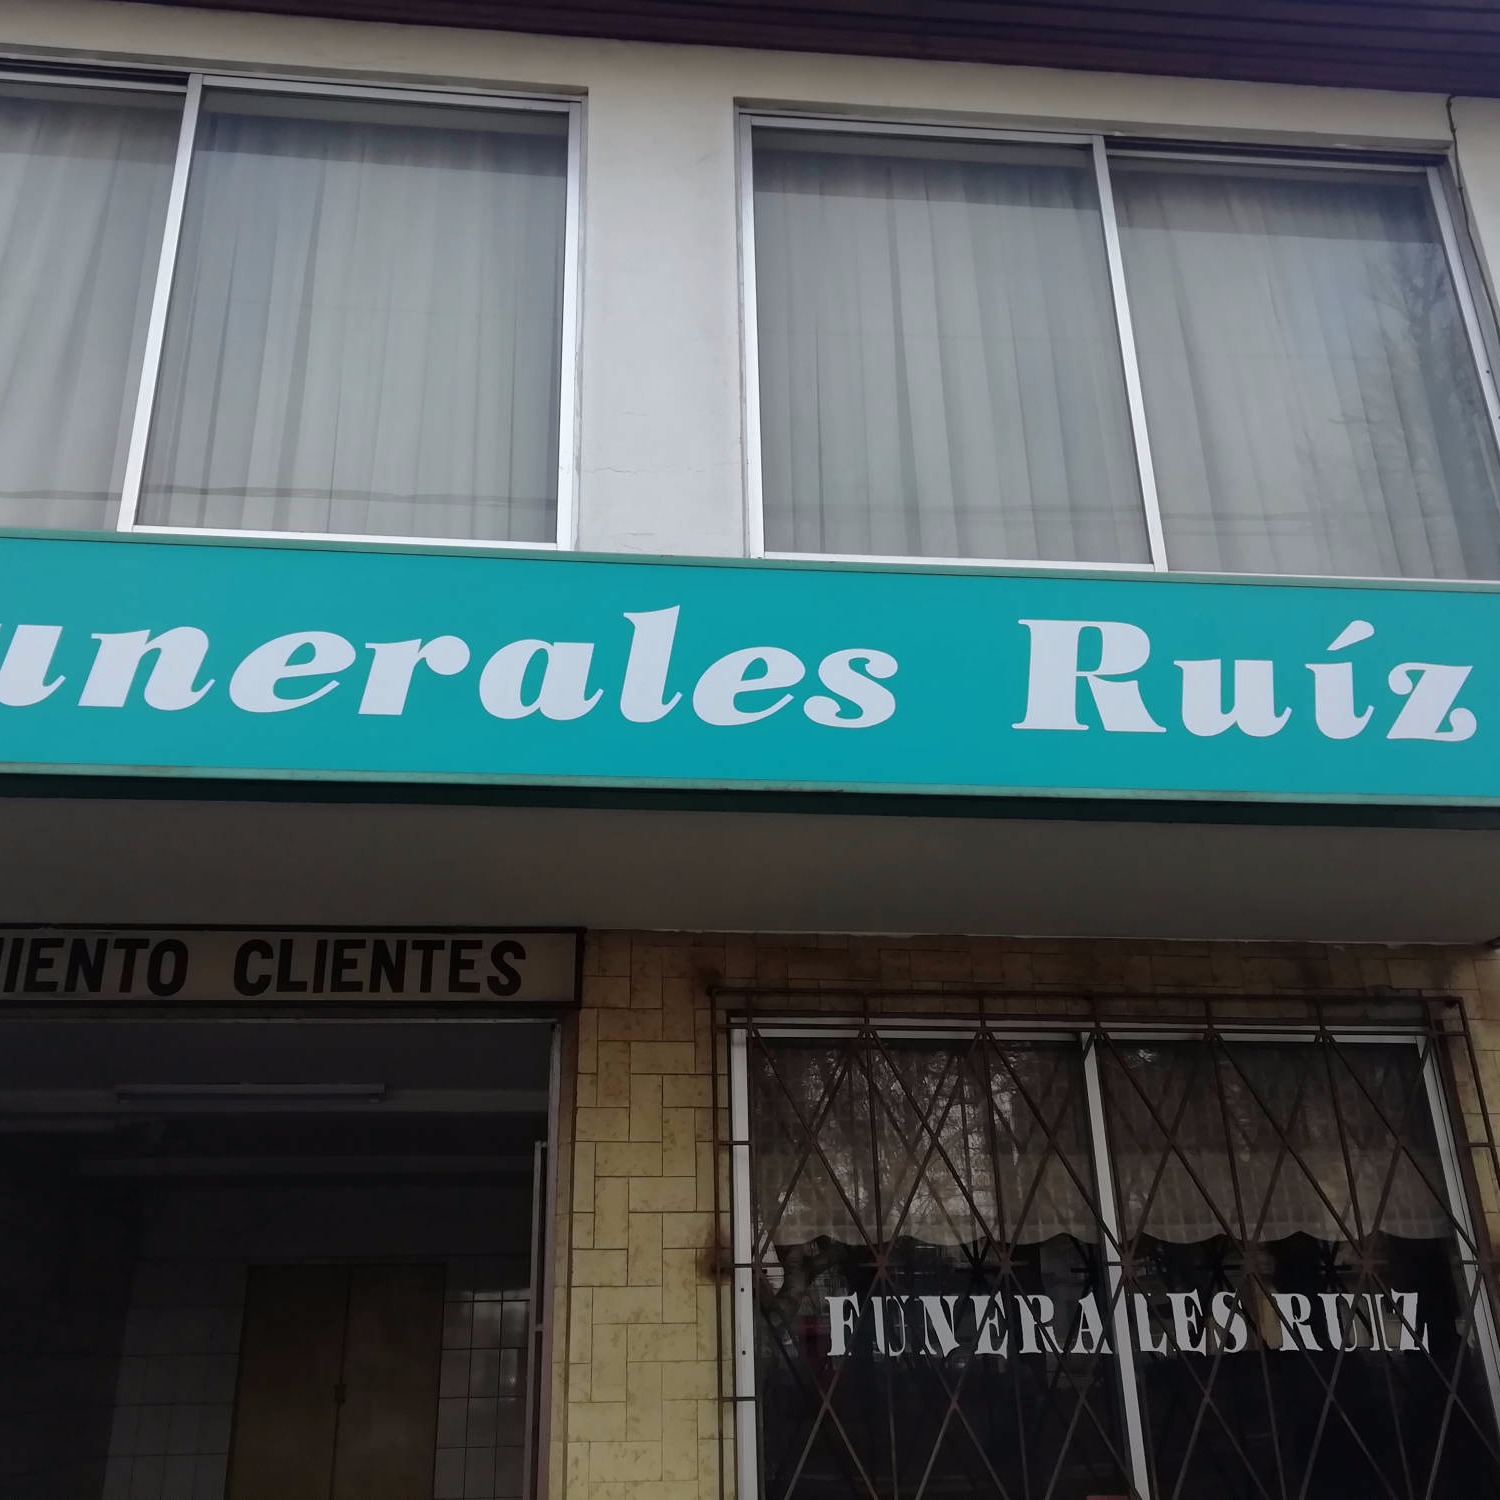 unerales Ruíz
IENTO CLIENTES
FUNERALES RUIZ